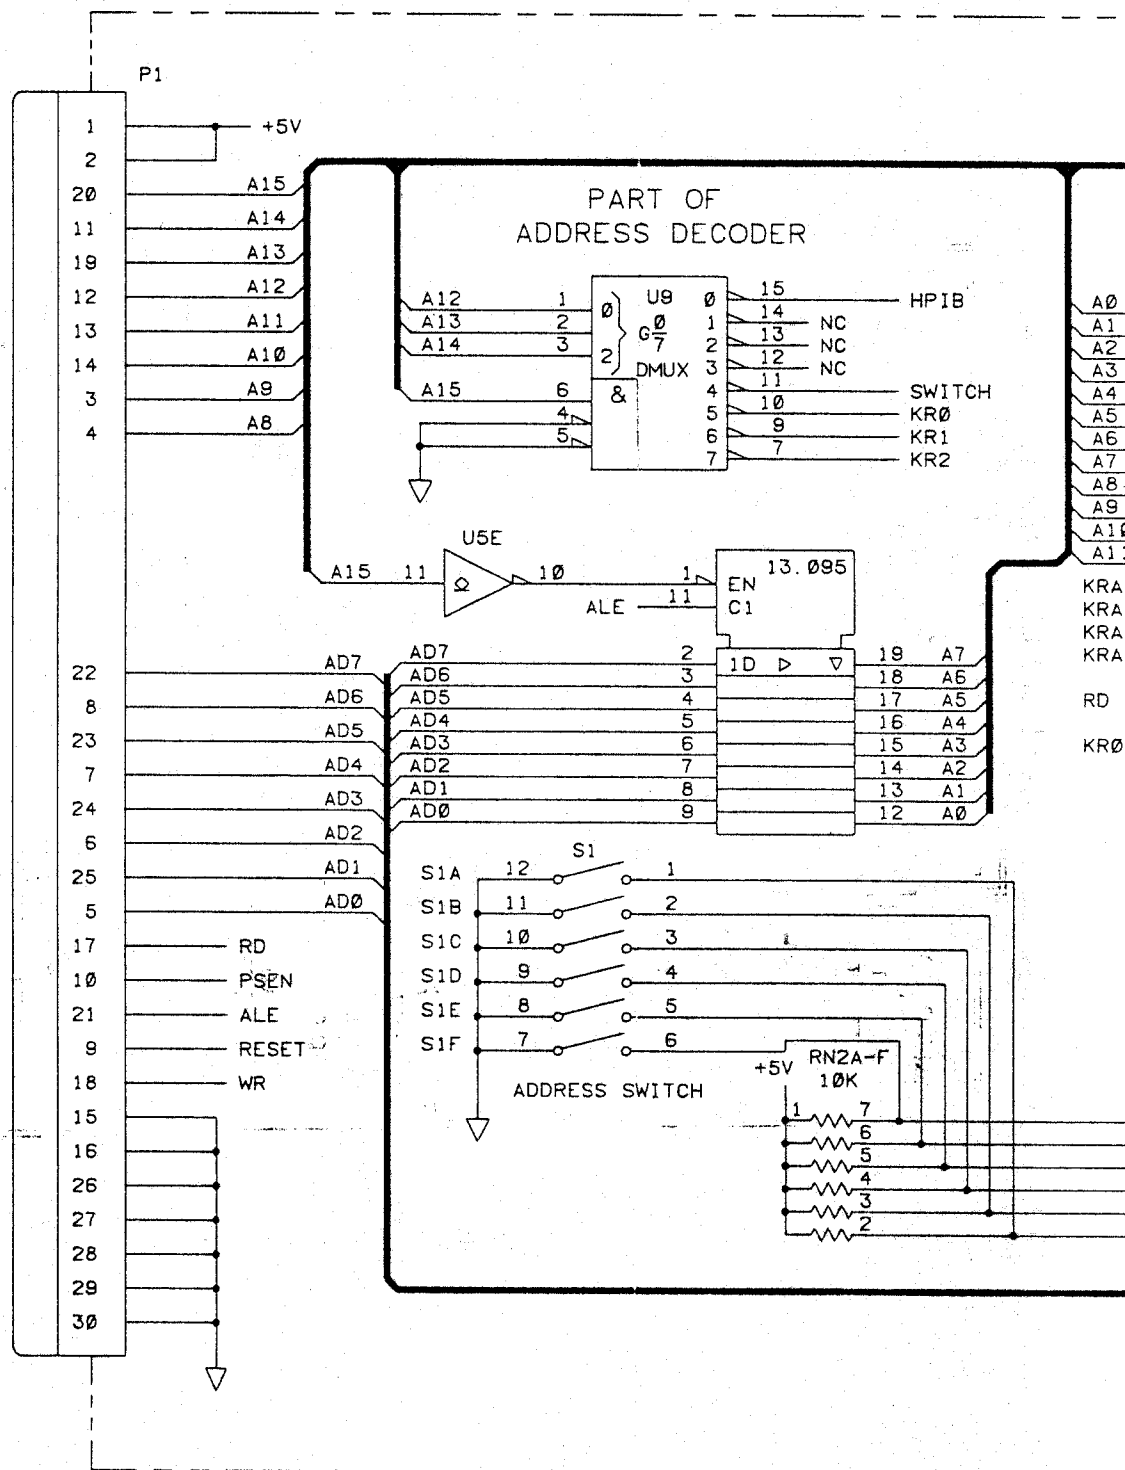 P1
1 +5V
2
20 A15
11 A14
19 A13
12 A12
13 A11
14 A10
3 A9
4 A8
PART OF
ADDRESS DECODER
A12 1 Ø U9 Ø 15 HPIB
A13 2 G Ø/7 1 14 NC
A14 3 2 2 13 NC
DMUX 3 12 NC
A15 6 & 4 11 SWITCH
4 5 10 KRØ
5 6 9 KR1
7 7 KR2
AØ
A1
A2
A3
A4
A5
A6
A7
A8
A9
A1Ø
A11
KRA
KRA
KRA
KRA
RD
KRØ
U5E
A15 11 10 1 EN 13.Ø95
ALE 11 C1
22 AD7
8 AD6
23 AD5
7 AD4
24 AD3
6 AD2
25 AD1
5 ADØ
AD7 2 1D 19 A7
AD6 3 18 A6
AD5 4 17 A5
AD4 5 16 A4
AD3 6 15 A3
AD2 7 14 A2
AD1 8 13 A1
ADØ 9 12 AØ
17 RD
1Ø PSEN
21 ALE
9 RESET
18 WR
15
16
26
27
28
29
3Ø
S1
S1A 12 1
S1B 11 2
S1C 1Ø 3
S1D 9 4
S1E 8 5
S1F 7 6
ADDRESS SWITCH
+5V RN2A-F
1ØK
1 7
6
5
4
3
2